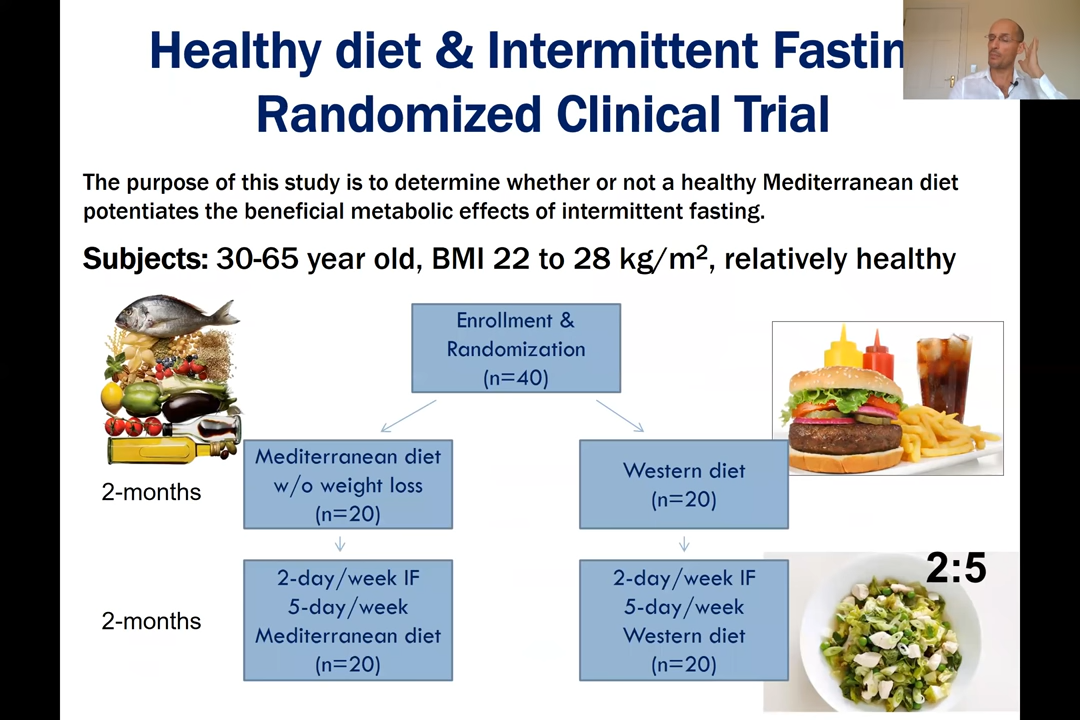 Healthy diet & Intermittent Fastin
Randomized Clinical Trial
The purpose of this study is to determine whether or not a healthy Mediterranean diet
potentiates the beneficial metabolic effects of intermittent fasting.
Subjects: 30-65 year old, BMI 22 to 28 kg/m², relatively healthy
Enrollment &
Randomization
(n=40)
2-months
Mediterranean diet
w/o weight loss
(n=20)
Western diet
(n=20)
2-months
2-day/week IF
5-day/week
Mediterranean diet
(n=20)
2-day/week IF
5-day/week
Western diet
(n=20)
2:5